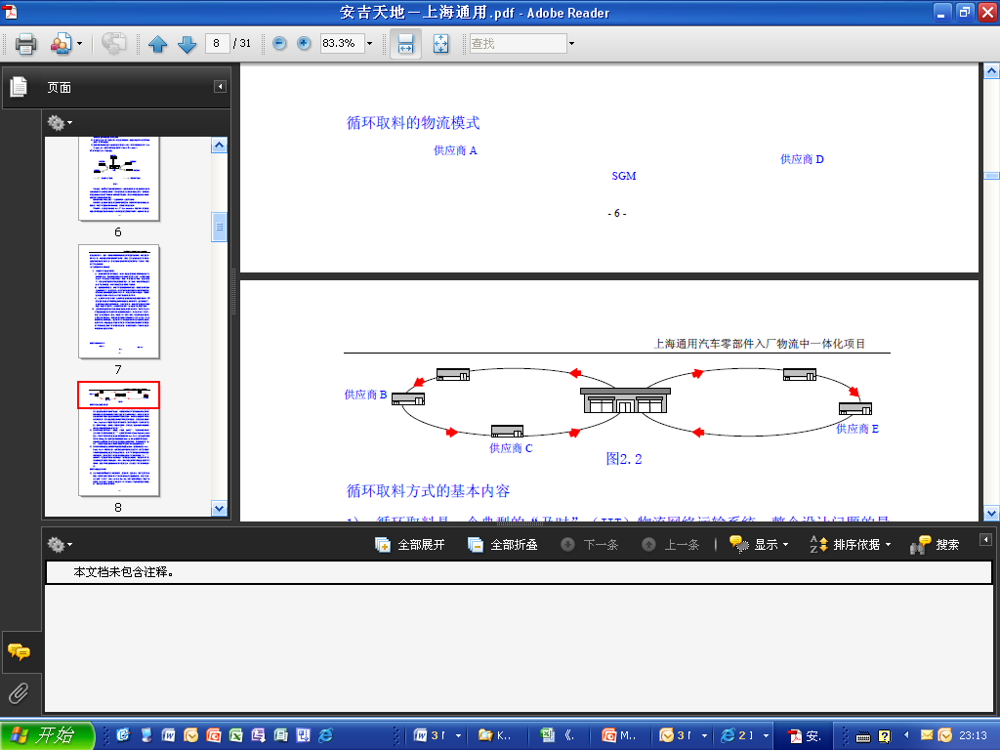 安吉天地－上海通用.pdf - Adobe Reader
8 / 31 83.3% 查找
页面
6
7
8
循环取料的物流模式
供应商 A
供应商 D
SGM
- 6 -
上海通用汽车零部件入厂物流中一体化项目
供应商 B
供应商 E
供应商 C
图2.2
循环取料方式的基本内容
1) 循环取料是一个典型的“及时”（JIT）物流网络运输系统，整个设计问题的是
全部展开 全部折叠 下一条 上一条 显示 排序依据 搜索
本文档未包含注释。
开始 3 K.. 《. M.. 3 2 安. 23:13